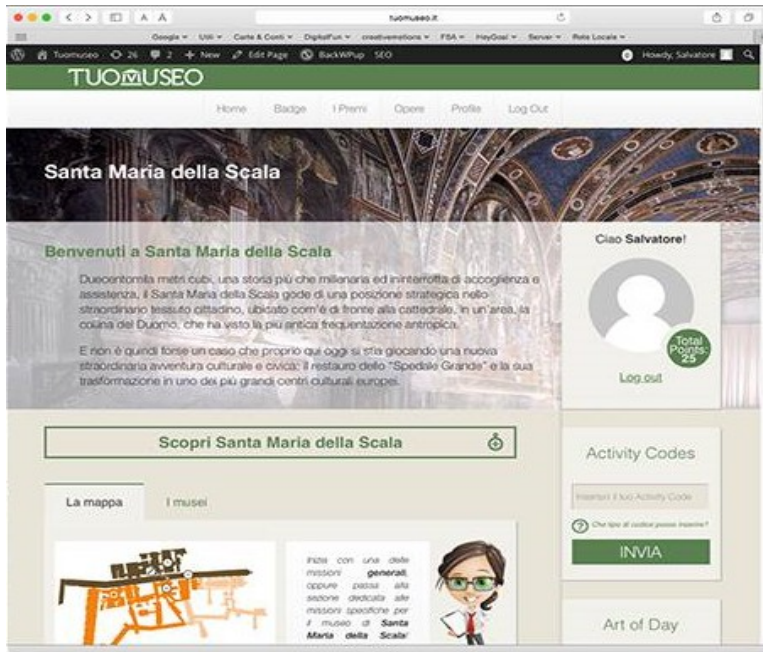 tuomuseo.it
Google Utili Carte & Conti DigitalFun creativemotions FSA HeyGoal Server Rete Locale
Tuomuseo 26 2 + New Edit Page BackWPup SEO 0 Howdy, Salvatore
TUOMUSEO
Home Badge I Premi Opere Profile Log Out
Santa Maria della Scala
Benvenuti a Santa Maria della Scala
Duecentomila metri cubi, una storia più che millenaria ed ininterrotta di accoglienza e
assistenza, il Santa Maria della Scala gode di una posizione strategica nello
straordinario tessuto cittadino, ubicato com'è di fronte alla cattedrale, in un'area, la
collina del Duomo, che ha visto la più antica frequentazione antropica.
E non è quindi forse un caso che proprio qui oggi si stia giocando una nuova
straordinaria avventura culturale e civica: il restauro dello "Spedale Grande" e la sua
trasformazione in uno dei più grandi centri culturali europei.
Ciao Salvatore!
Total
Points:
25
Log out
Scopri Santa Maria della Scala
La mappa I musei
Inizia con una delle
missioni generali,
oppure passa alla
sezione dedicata alle
missioni specifiche per
il museo di Santa
Maria della Scala!
Activity Codes
Inserisci il tuo Activity Code
? Che tipo di codice posso inserire?
INVIA
Art of Day